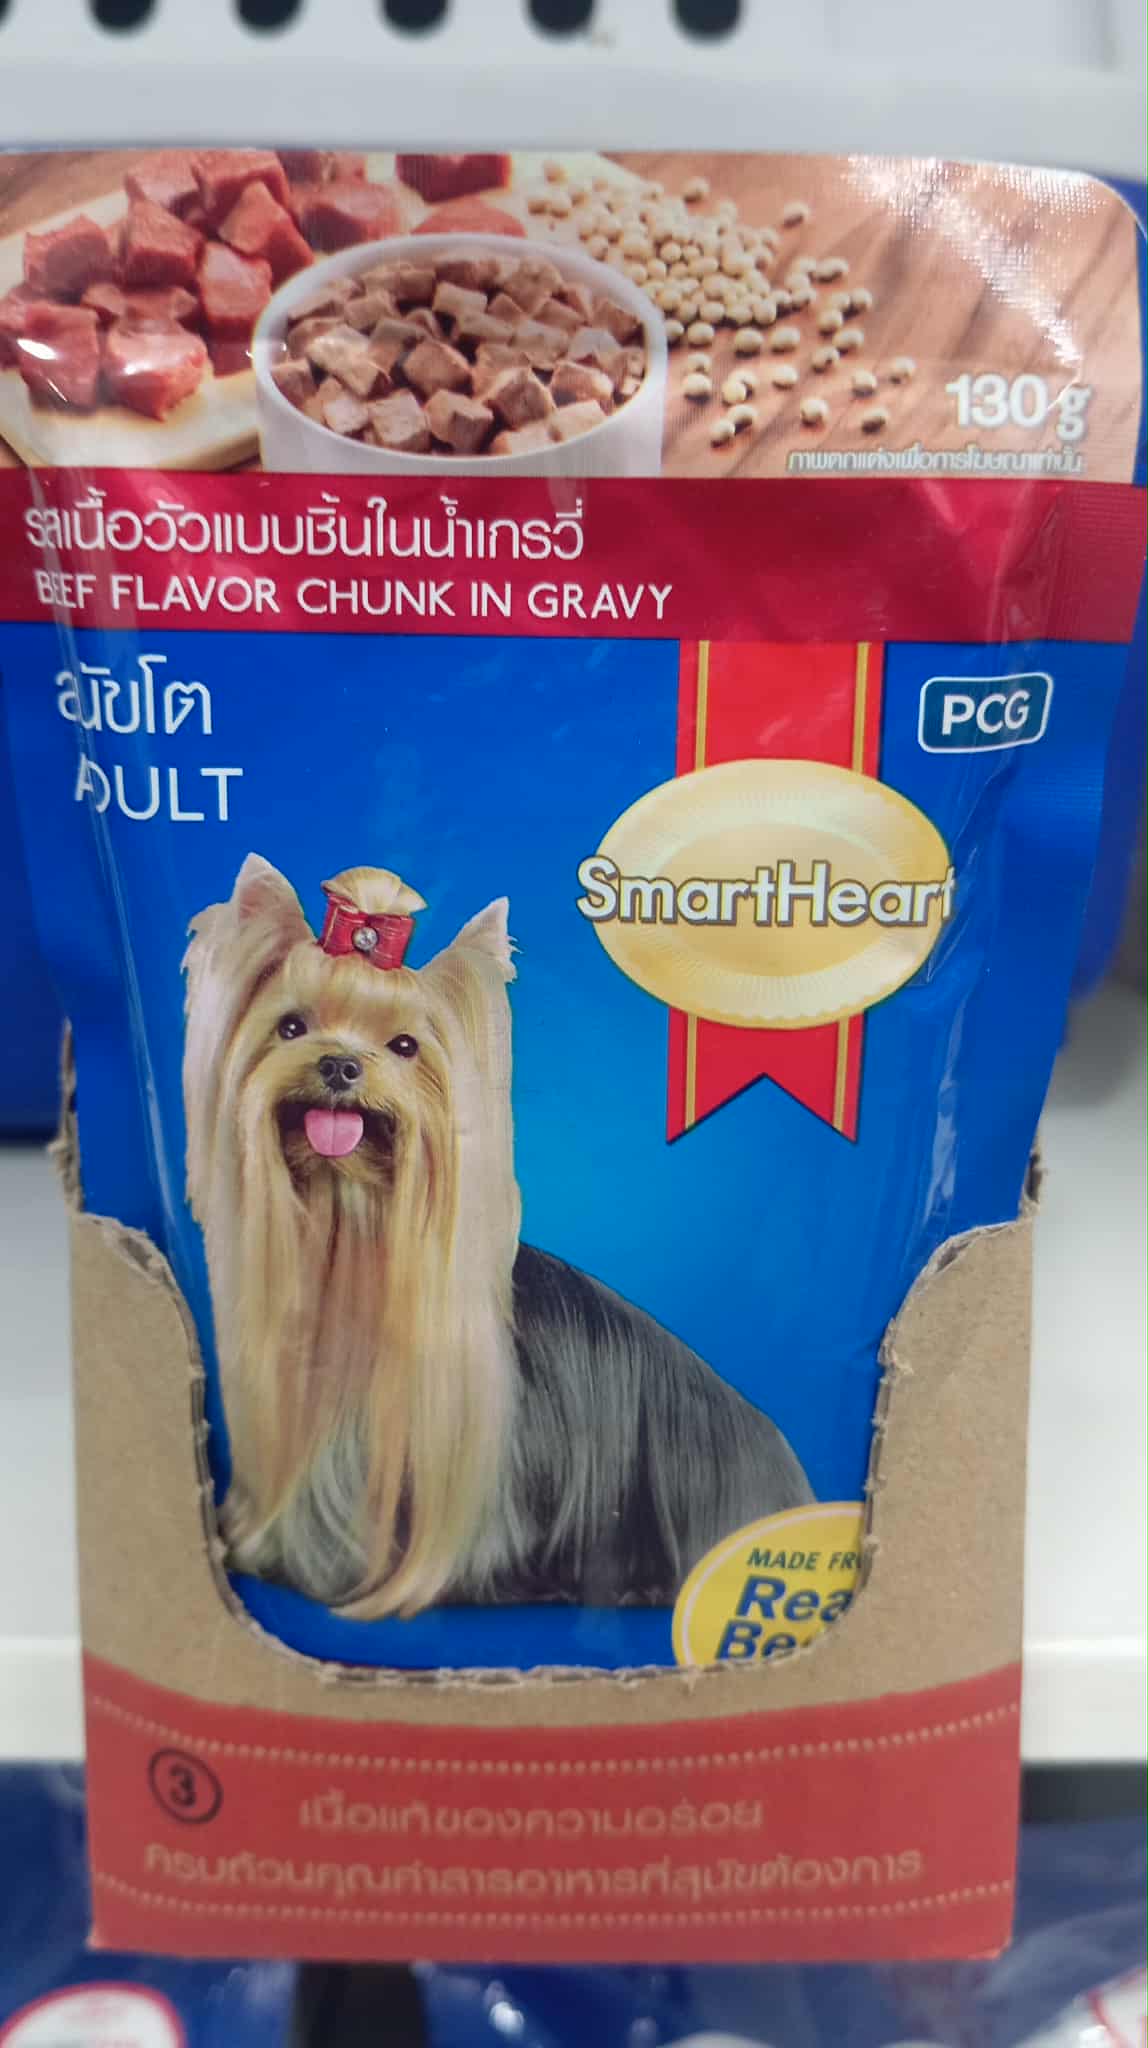 130 g
ภาพตกแต่งเพื่อการโฆษณาเท่านั้น
รสเนื้อวัวแบบชิ้นในน้ำเกรวี่
BEEF FLAVOR CHUNK IN GRAVY
สุนัขโต
ADULT
PCG
SmartHeart
MADE FR
Rea
Be
3
เนื้อแท้ของความอร่อย
ครบถ้วนคุณค่าสารอาหารที่สุนัขต้องการ